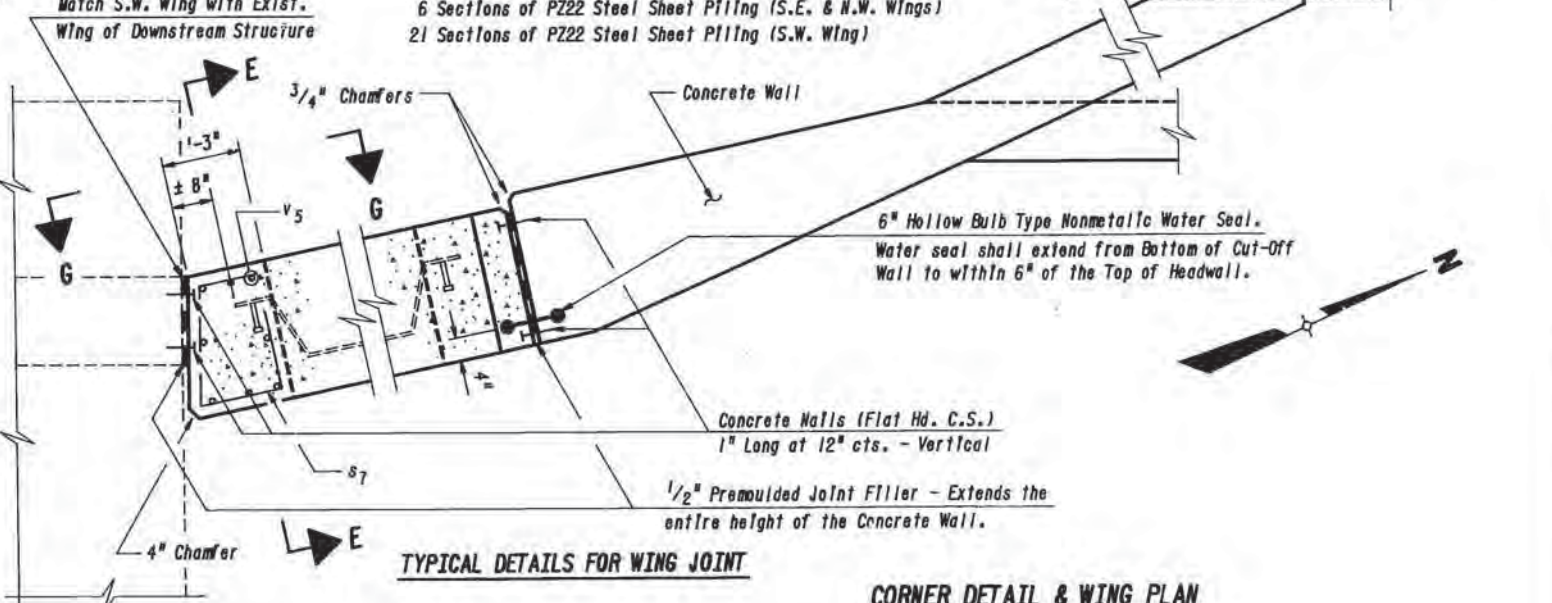 Match S.W. Wing with Exist.
Wing of Downstream Structure
6 Sections of PZ22 Steel Sheet Piling (S.E. & N.W. Wings)
21 Sections of PZ22 Steel Sheet Piling (S.W. Wing)
E
3/4" Chamfers
Concrete Wall
1'-3"
± 8"
v5
G
G
6" Hollow Bulb Type Nonmetallic Water Seal.
Water seal shall extend from Bottom of Cut-Off
Wall to within 6" of the Top of Headwall.
N
4"
Concrete Nails (Flat Hd. C.S.)
1" Long at 12" cts. - Vertical
s7
1/2" Premoulded Joint Filler - Extends the
entire height of the Concrete Wall.
4" Chamfer
E
TYPICAL DETAILS FOR WING JOINT
CORNER DETAIL & WING PLAN